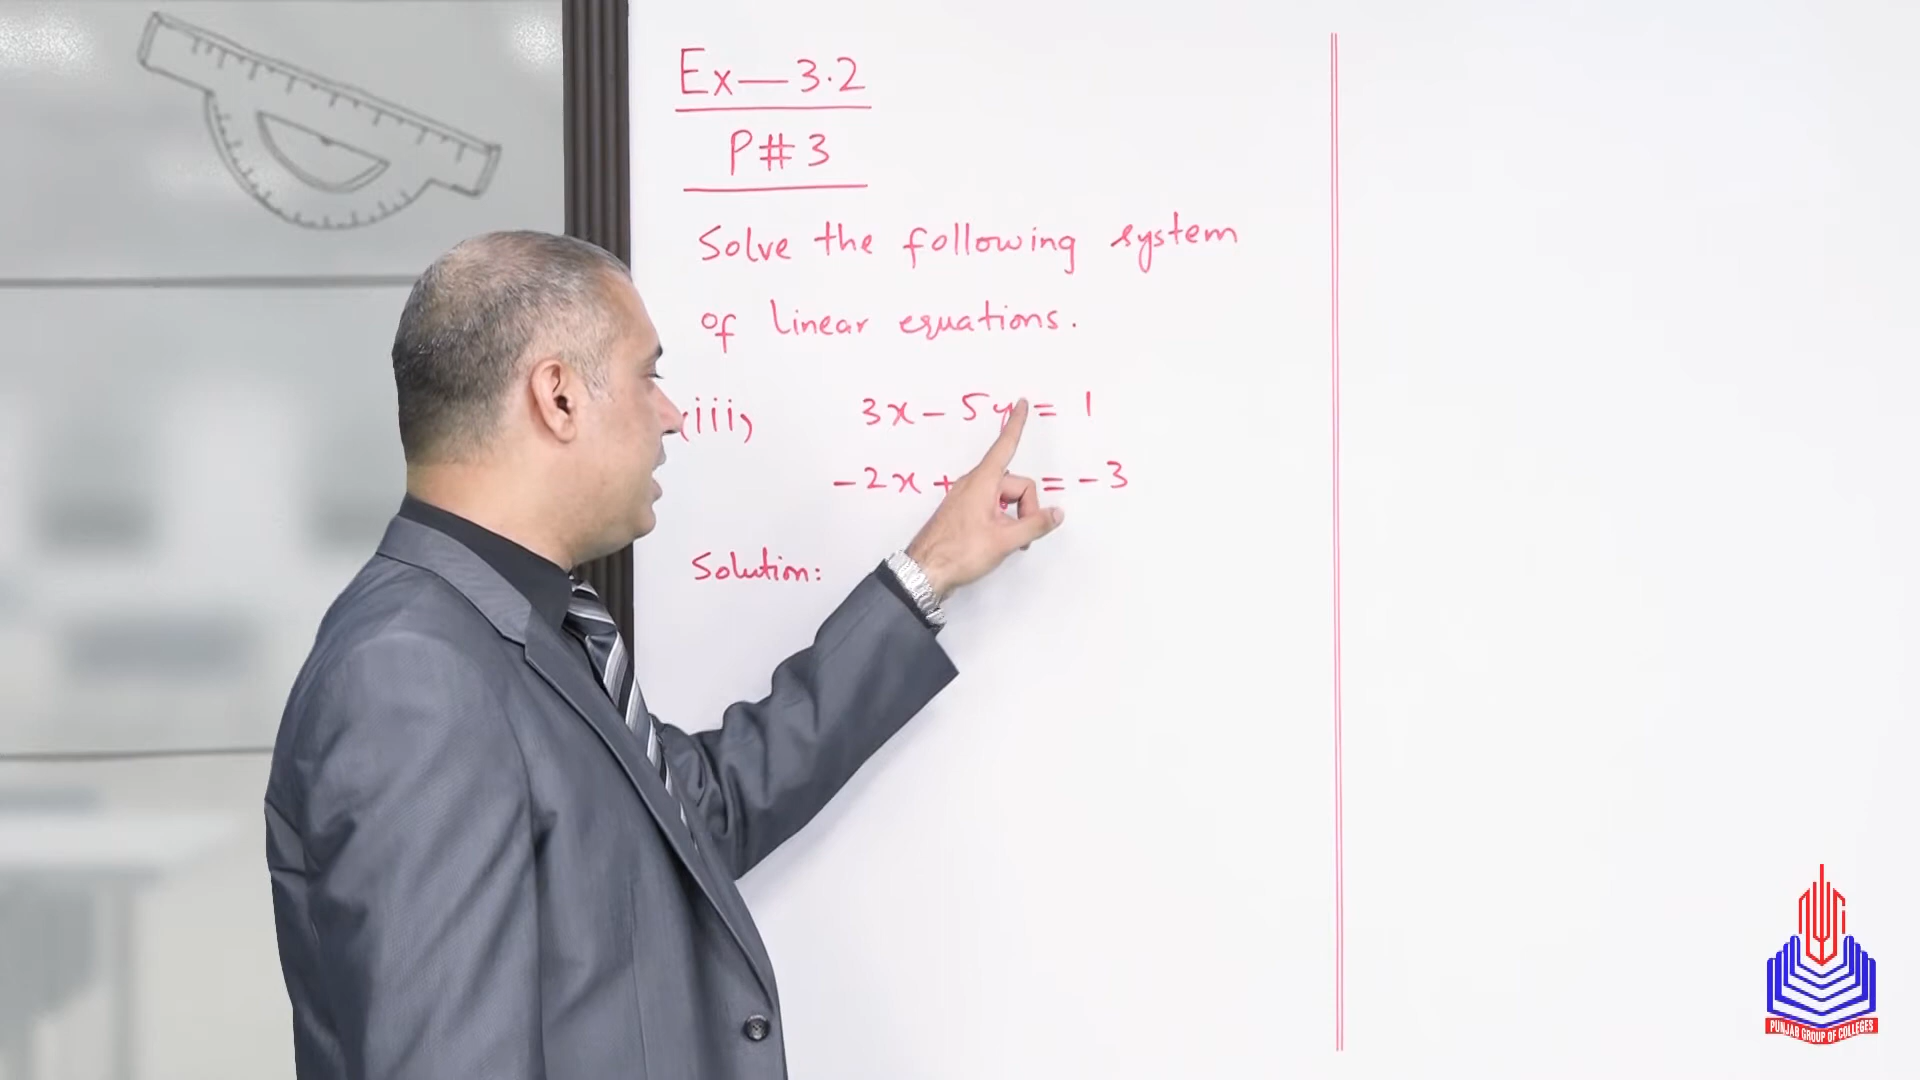 Ex—3.2
P#3
Solve the following system
of linear equations.
(iii) 3x - 5y = 1
-2x + = -3
Solution:
PUNJAB GROUP OF COLLEGES